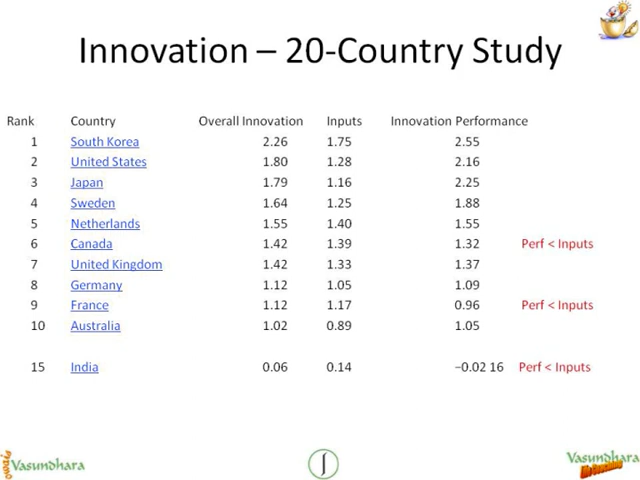 Innovation – 20-Country Study
Rank Country Overall Innovation Inputs Innovation Performance
1 South Korea 2.26 1.75 2.55
2 United States 1.80 1.28 2.16
3 Japan 1.79 1.16 2.25
4 Sweden 1.64 1.25 1.88
5 Netherlands 1.55 1.40 1.55
6 Canada 1.42 1.39 1.32 Perf < Inputs
7 United Kingdom 1.42 1.33 1.37
8 Germany 1.12 1.05 1.09
9 France 1.12 1.17 0.96 Perf < Inputs
10 Australia 1.02 0.89 1.05
15 India 0.06 0.14 −0.02 16 Perf < Inputs
Vasundhara
Vasundhara